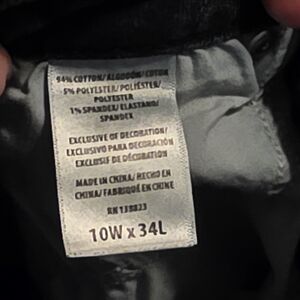 94% COTTON/ALGODÓN/COTON
5% POLYESTER/POLIÉSTER/
POLYESTER
1% SPANDEX/ELASTANO/
SPANDEX
EXCLUSIVE OF DECORATION/
EXCLUSIVO PARA DECORACIÓN
EXCLUSIF DE DÉCORATION
MADE IN CHINA/HECHO EN
CHINA/FABRIQUÉ EN CHINE
RN 138823
10W x 34L